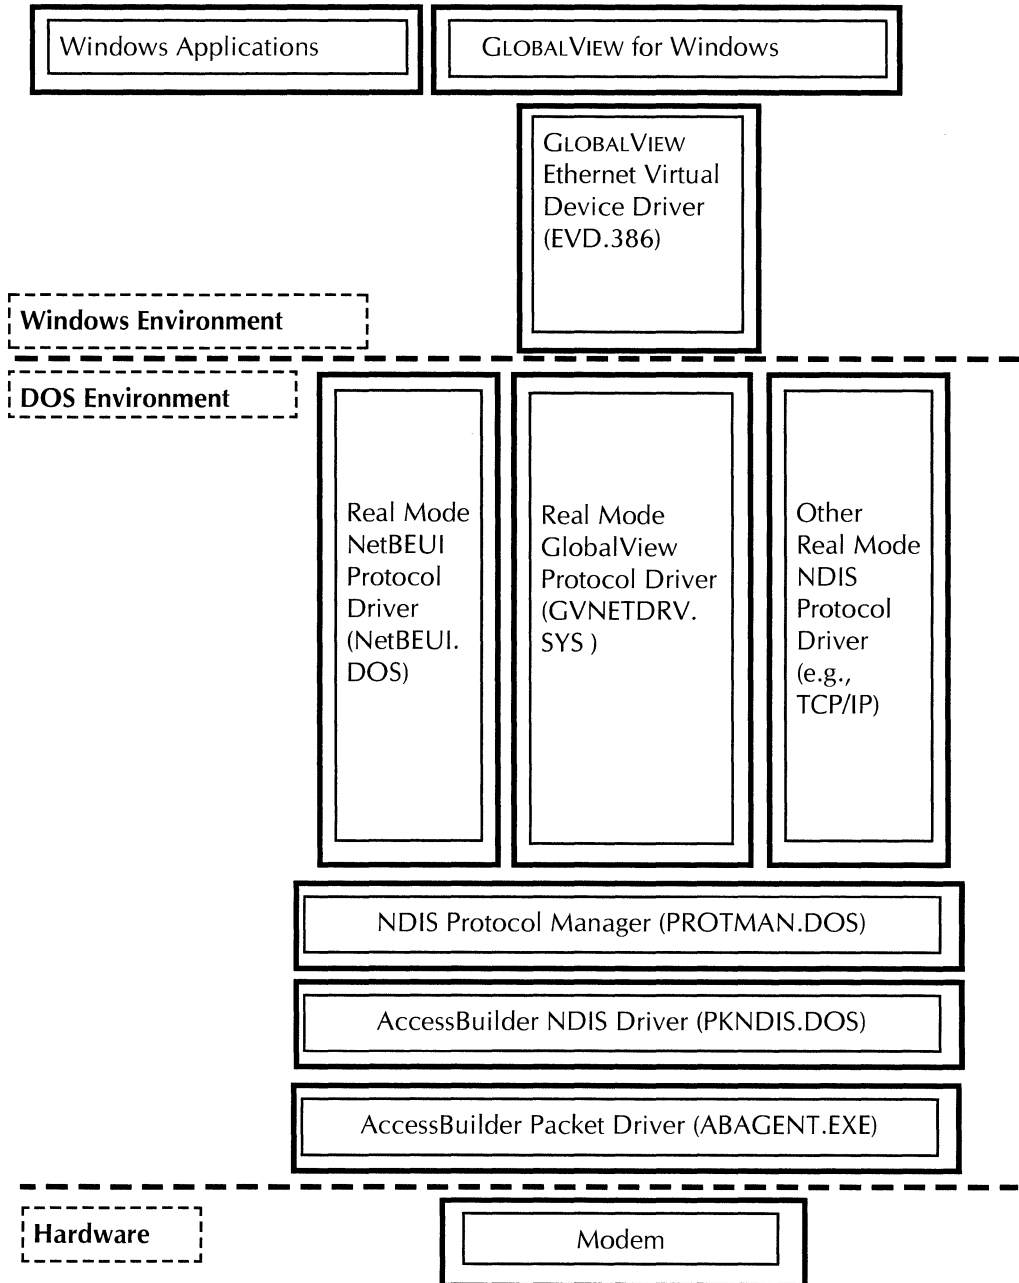 Windows Applications
GLOBALVIEW for Windows
GLOBALVIEW
Ethernet Virtual
Device Driver
(EVD.386)
Windows Environment
DOS Environment
Real Mode
NetBEUI
Protocol
Driver
(NetBEUI.
DOS)
Real Mode
GlobalView
Protocol Driver
(GVNETDRV.
SYS )
Other
Real Mode
NDIS
Protocol
Driver
(e.g.,
TCP/IP)
NDIS Protocol Manager (PROTMAN.DOS)
AccessBuilder NDIS Driver (PKNDIS.DOS)
AccessBuilder Packet Driver (ABAGENT.EXE)
Hardware
Modem